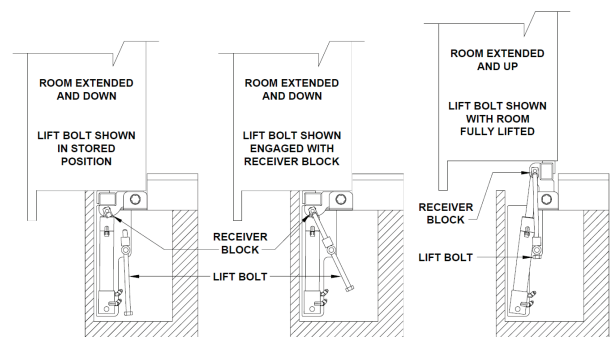 ROOM EXTENDED
AND DOWN
LIFT BOLT SHOWN
IN STORED
POSITION
ROOM EXTENDED
AND DOWN
LIFT BOLT SHOWN
ENGAGED WITH
RECEIVER BLOCK
ROOM EXTENDED
AND UP
LIFT BOLT SHOWN
WITH ROOM
FULLY LIFTED
RECEIVER
BLOCK
LIFT BOLT
RECEIVER
BLOCK
LIFT BOLT